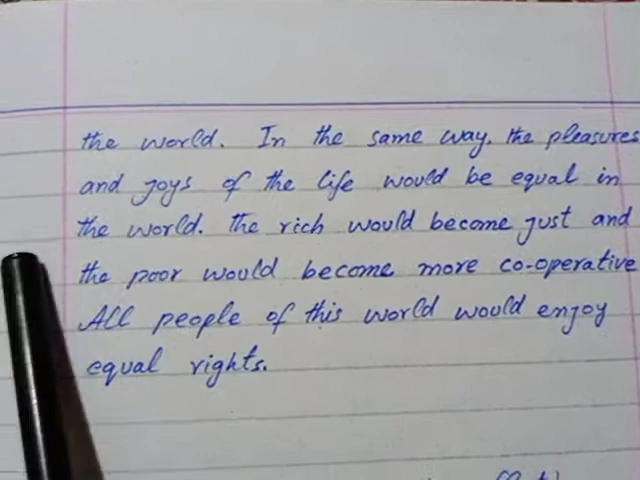 the world. In the same way, the pleasures
and joys of the life would be equal in
the world. The rich would become just and
the poor would become more co-operative
All people of this world would enjoy
equal rights.